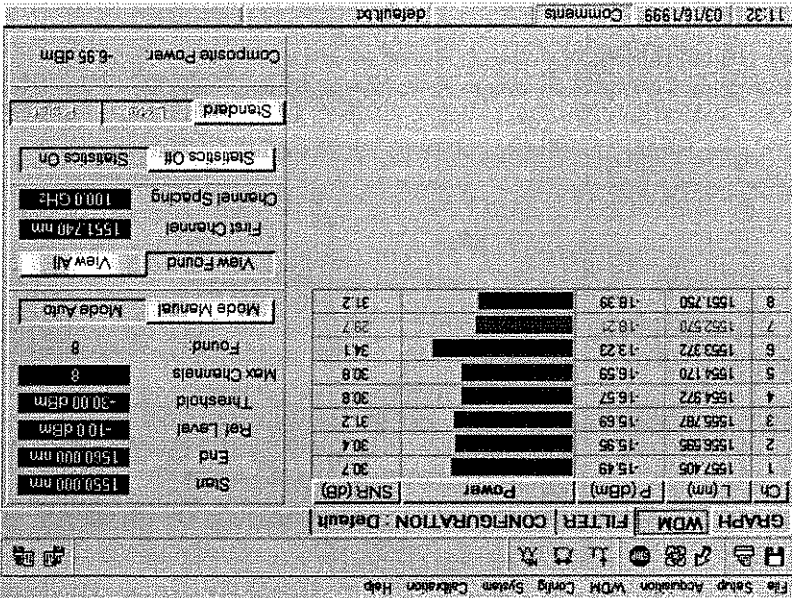 File Setup Acquisition WDM Config System Calibration Help
GRAPH WDM FILTER CONFIGURATION : Default
Ch L (nm) P (dBm) Power SNR (dB)
1 1557.405 -15.49 30.7
2 1556.595 -15.95 30.4
3 1555.787 -15.69 31.2
4 1554.972 -16.57 30.8
5 1554.170 -16.59 30.8
6 1553.372 -13.23 34.1
7 1552.570 -18.21 29.7
8 1551.750 -18.39 31.2
Start 1550.000 nm
End 1560.000 nm
Ref Level -10.0 dBm
Threshold -30.00 dBm
Max Channels 8
Found: 8
Mode Manual Mode Auto
View Found View All
First Channel 1551.740 nm
Channel Spacing 100.0 GHz
Statistics Off Statistics On
Standard
Composite Power: -6.95 dBm
11:32 03/16/1999 Comments default.txt